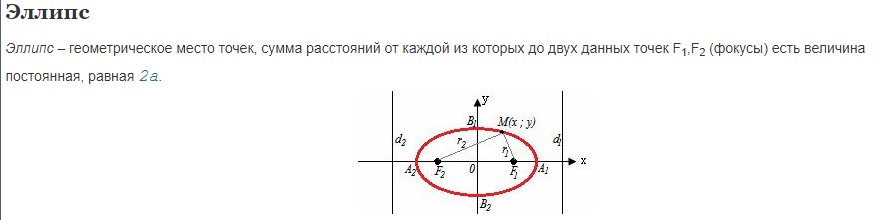 Эллипс
Эллипс – геометрическое место точек, сумма расстояний от каждой из которых до двух данных точек F1,F2 (фокусы) есть величина
постоянная, равная 2a.
y
B1 M(x ; y)
d2 r2 r1 d1
A2 F2 0 F1 A1 x
B2